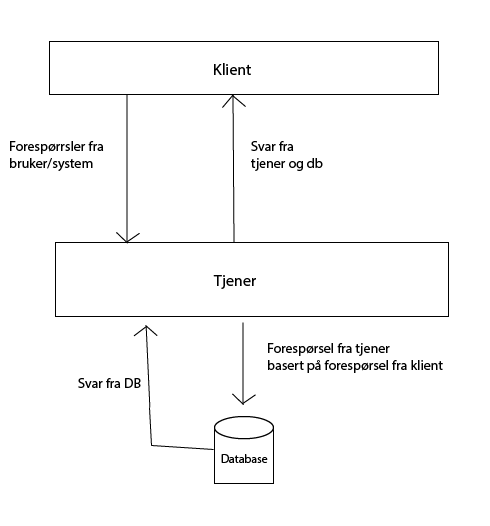 Klient
Forespørrsler fra
bruker/system
Svar fra
tjener og db
Tjener
Forespørsel fra tjener
basert på forespørsel fra klient
Svar fra DB
Database